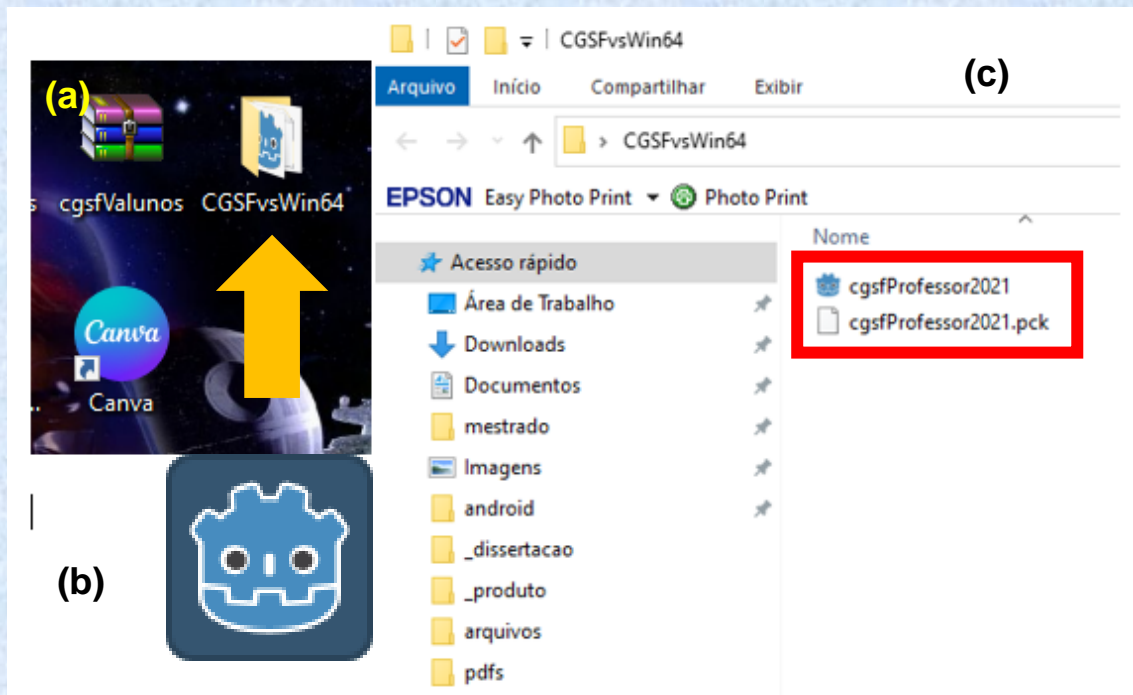 (a)
cgsfValunos CGSFvsWin64
Canva
Canva
(b)
(c)
CGSFvsWin64
Arquivo Início Compartilhar Exibir
CGSFvsWin64
EPSON Easy Photo Print Photo Print
Nome
Acesso rápido
Área de Trabalho
Downloads
Documentos
mestrado
Imagens
android
_dissertacao
_produto
arquivos
pdfs
cgsfProfessor2021
cgsfProfessor2021.pck